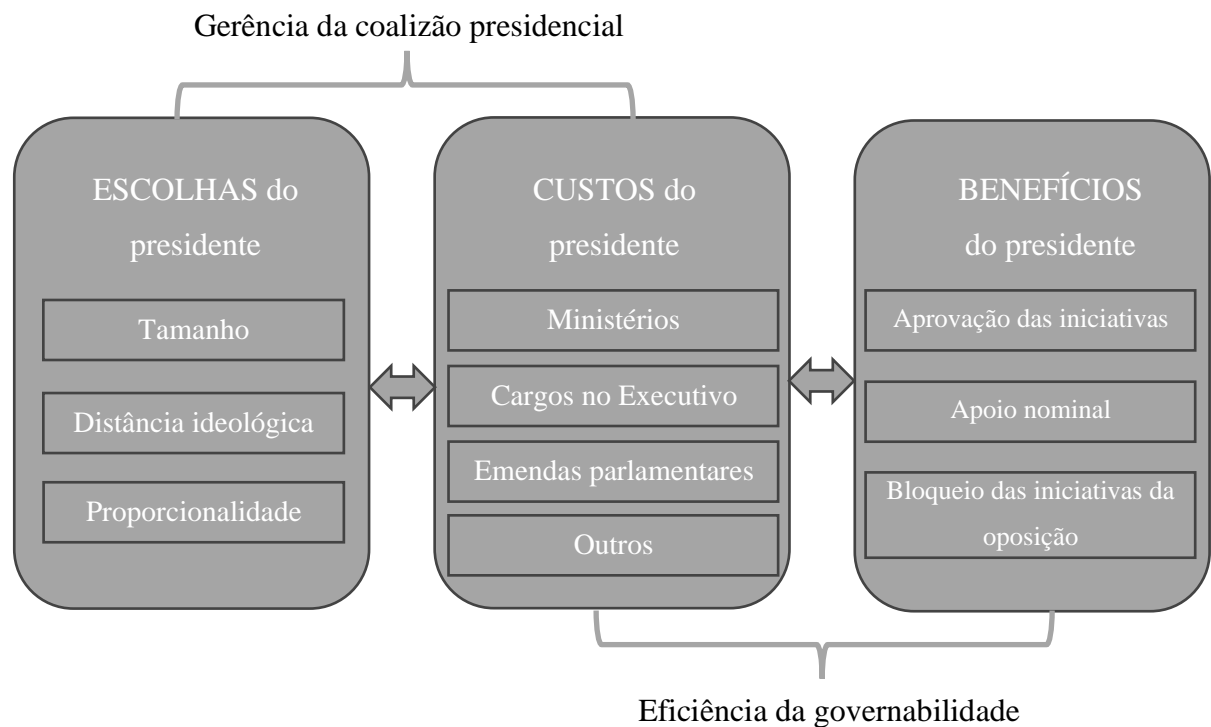 Gerência da coalizão presidencial
ESCOLHAS do
presidente
Tamanho
Distância ideológica
Proporcionalidade
CUSTOS do
presidente
Ministérios
Cargos no Executivo
Emendas parlamentares
Outros
BENEFÍCIOS
do presidente
Aprovação das iniciativas
Apoio nominal
Bloqueio das iniciativas da
oposição
Eficiência da governabilidade